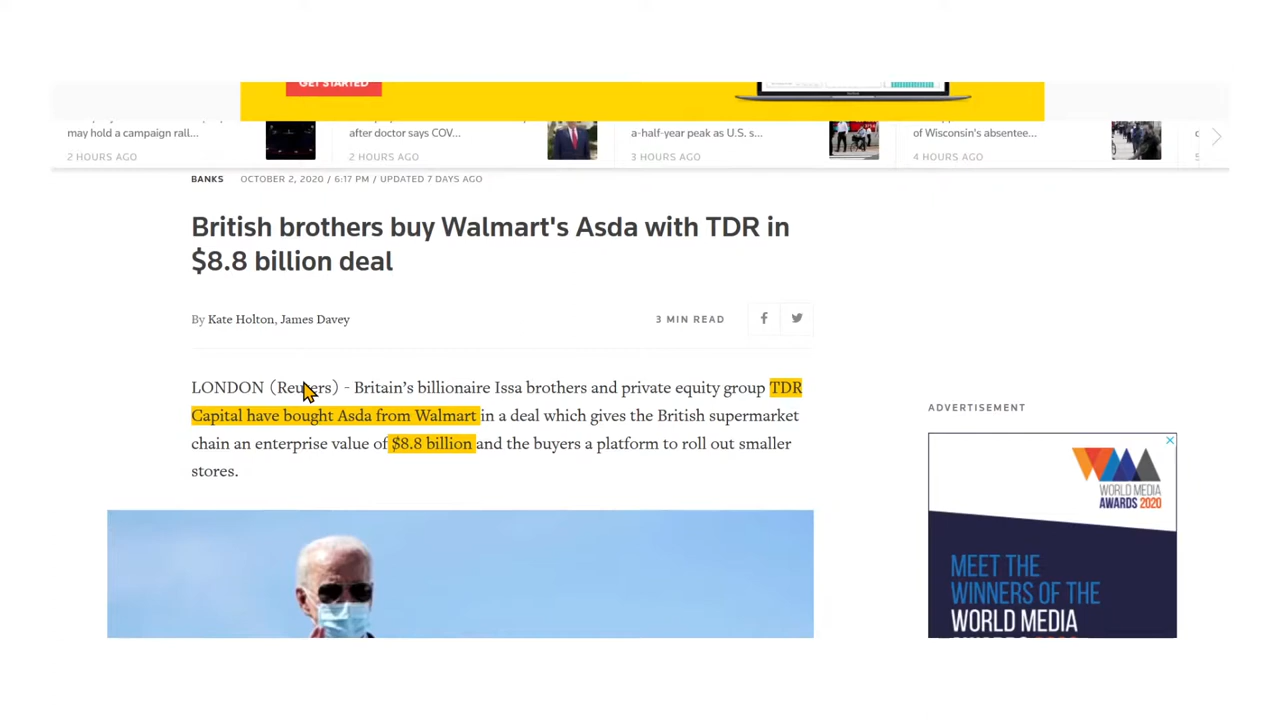 GET STARTED
may hold a campaign rall...
2 HOURS AGO
after doctor says COV...
2 HOURS AGO
a-half-year peak as U.S. s...
3 HOURS AGO
of Wisconsin's absentee...
4 HOURS AGO
BANKS OCTOBER 2, 2020 / 6:17 PM / UPDATED 7 DAYS AGO
British brothers buy Walmart's Asda with TDR in
$8.8 billion deal
By Kate Holton, James Davey
3 MIN READ
LONDON (Reuters) - Britain's billionaire Issa brothers and private equity group TDR
Capital have bought Asda from Walmart in a deal which gives the British supermarket
chain an enterprise value of $8.8 billion and the buyers a platform to roll out smaller
stores.
ADVERTISEMENT
WORLD MEDIA
AWARDS 2020
MEET THE
WINNERS OF THE
WORLD MEDIA